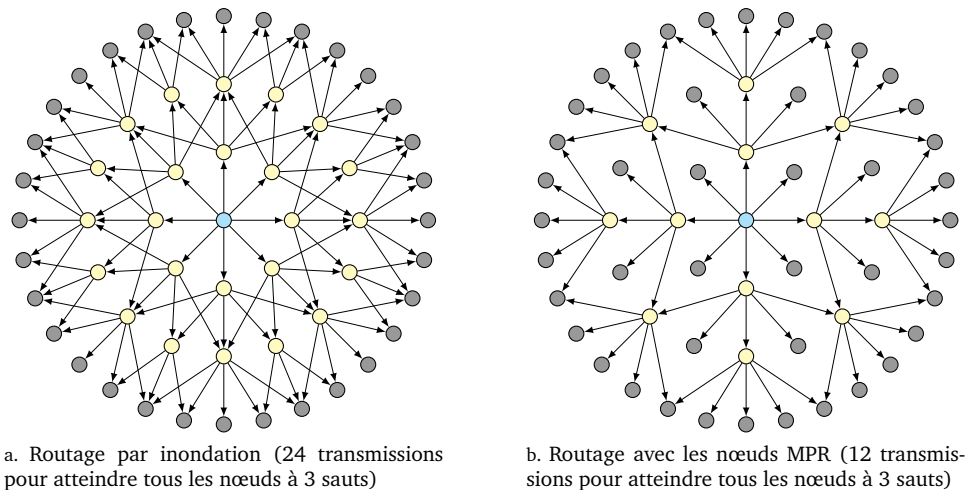 a. Routage par inondation (24 transmissions
pour atteindre tous les nœuds à 3 sauts)
b. Routage avec les nœuds MPR (12 transmis-
sions pour atteindre tous les nœuds à 3 sauts)